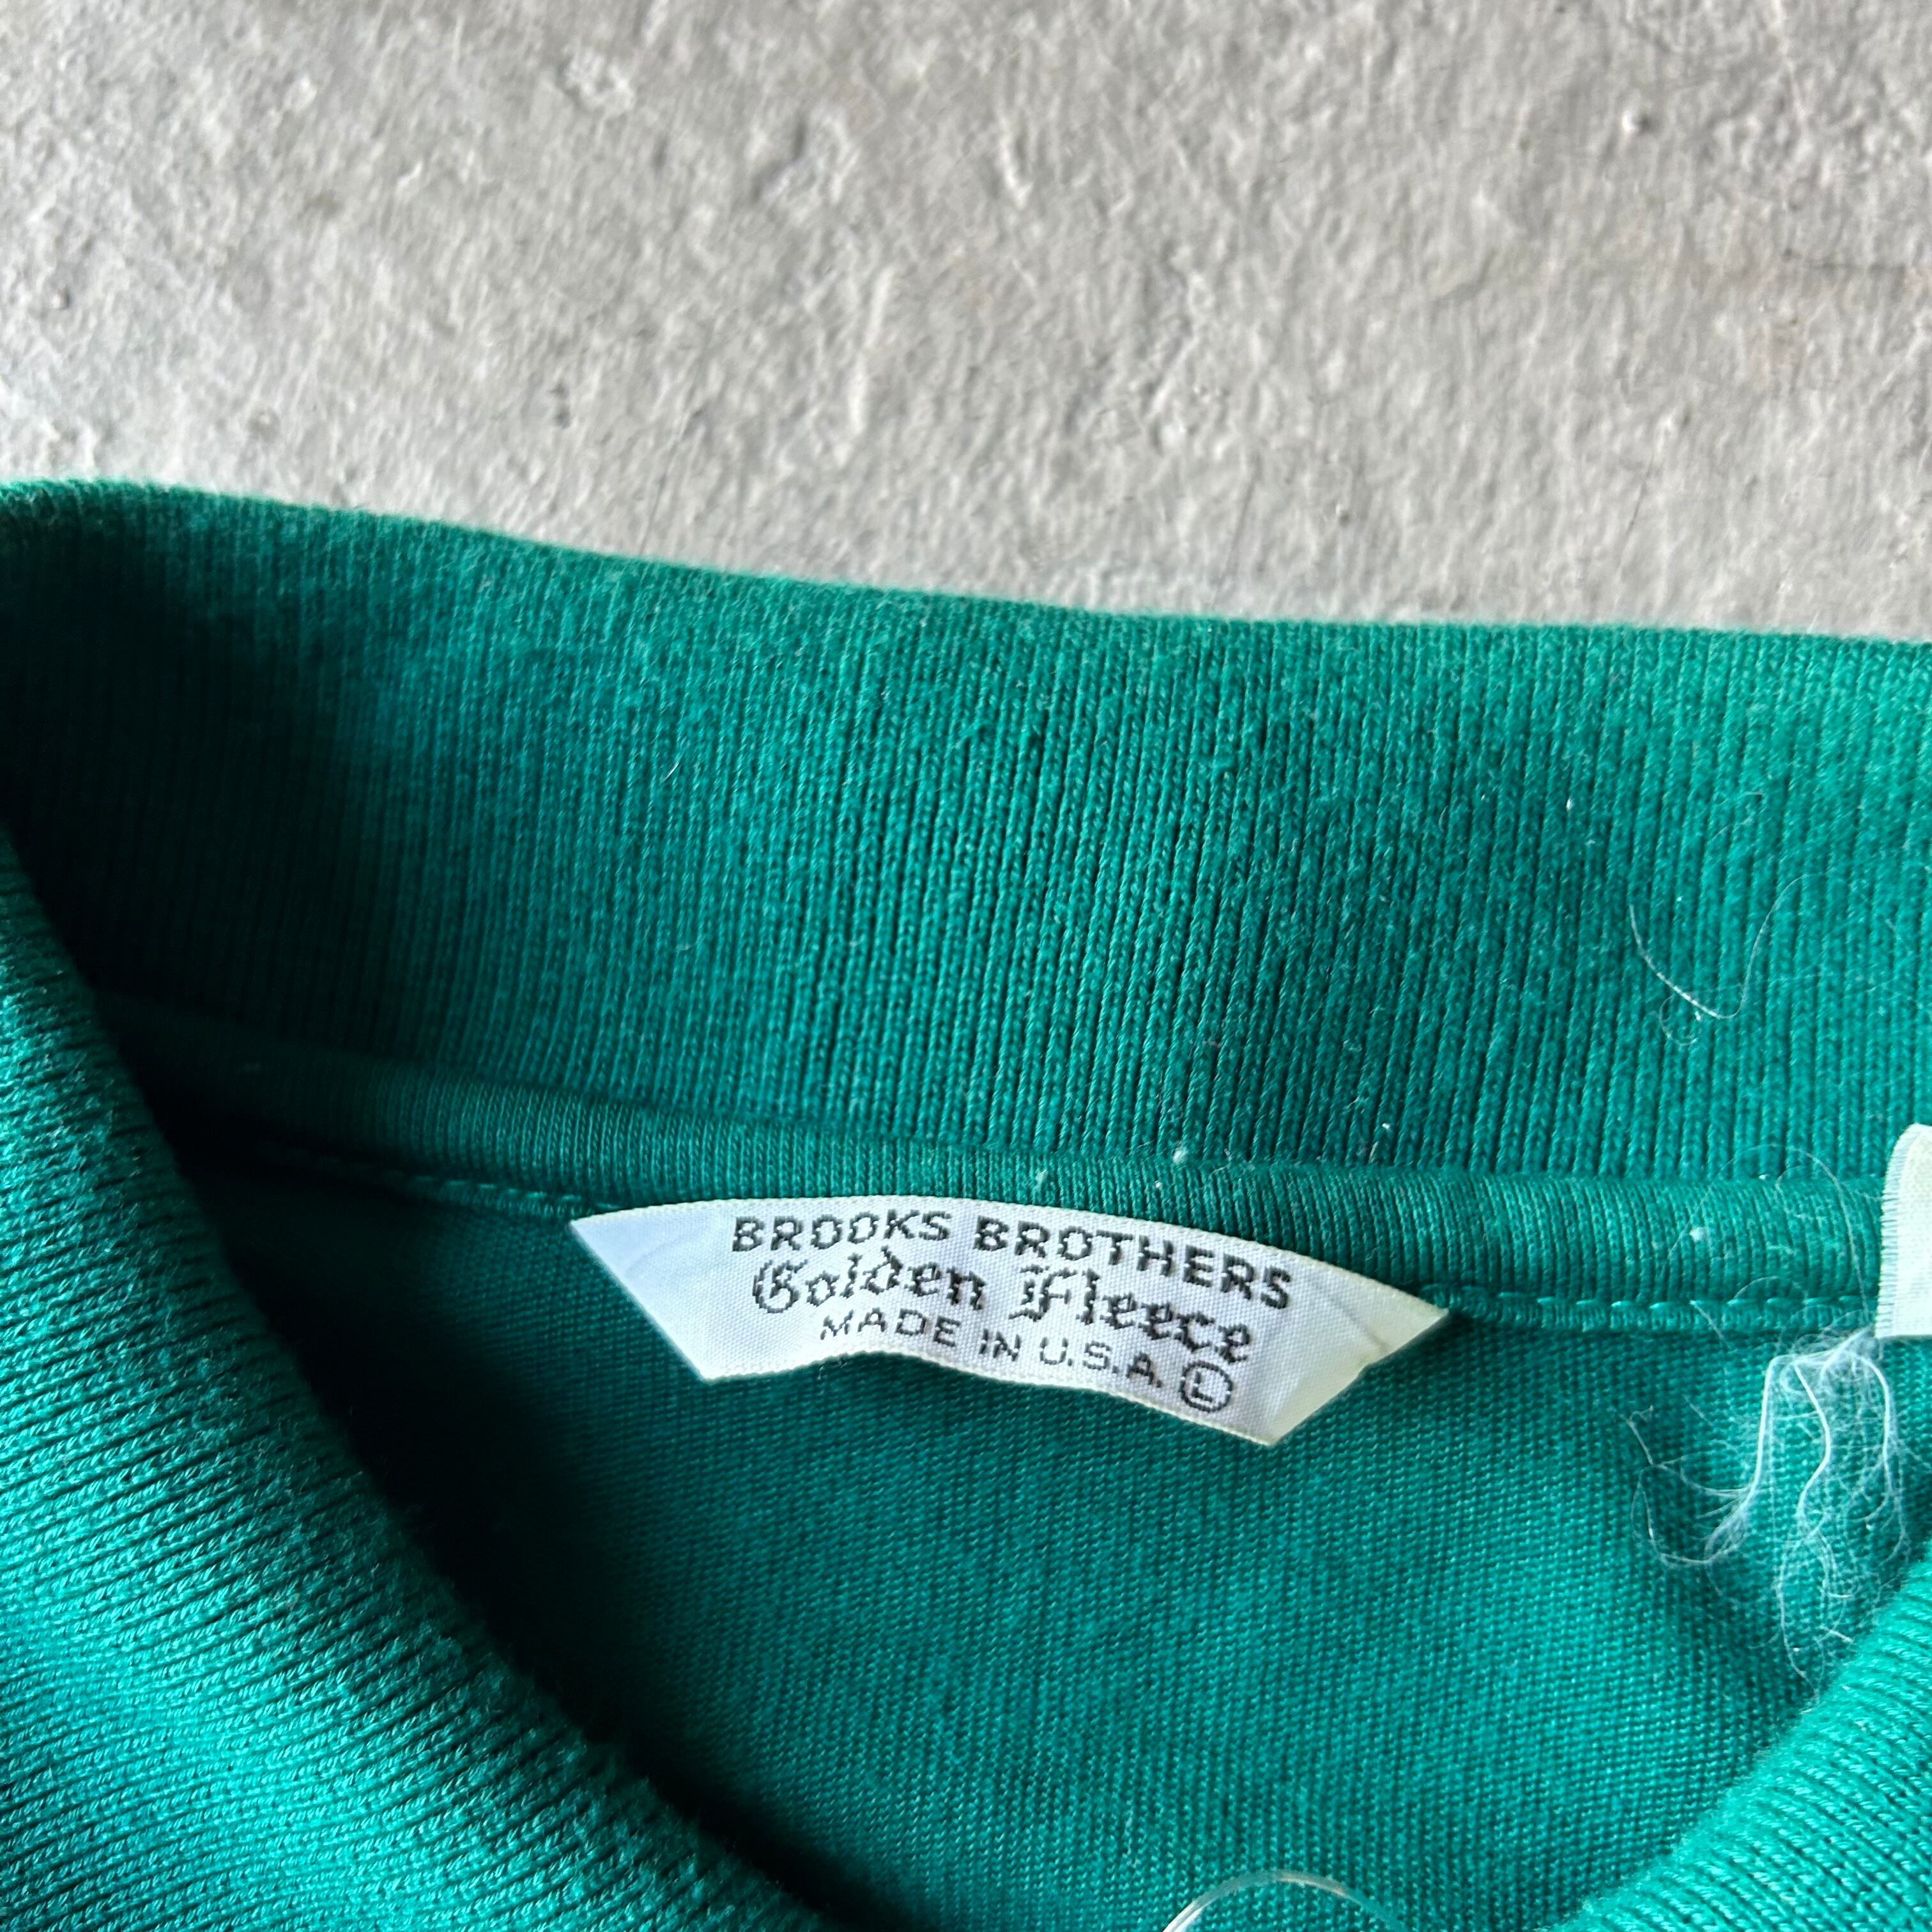 BROOKS BROTHERS
Golden Fleece
MADE IN U.S.A. Ⓛ